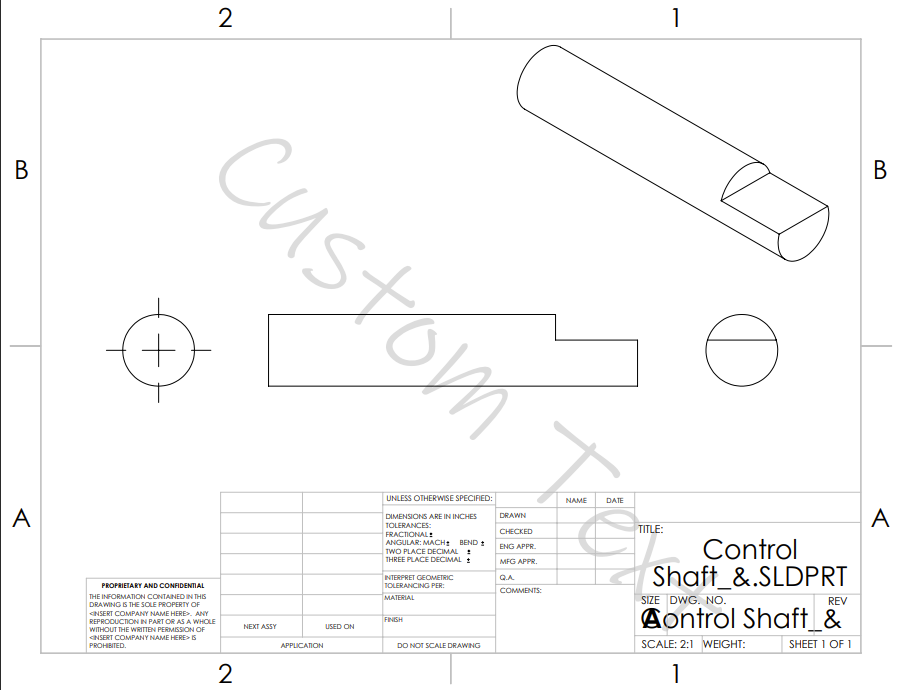 2 1
B B
Custom Text
A A
UNLESS OTHERWISE SPECIFIED:
DIMENSIONS ARE IN INCHES
TOLERANCES:
FRACTIONAL±
ANGULAR: MACH± BEND ±
TWO PLACE DECIMAL ±
THREE PLACE DECIMAL ±
INTERPRET GEOMETRIC
TOLERANCING PER:
MATERIAL
FINISH
DO NOT SCALE DRAWING
NAME DATE
DRAWN
CHECKED
ENG APPR.
MFG APPR.
Q.A.
COMMENTS:
PROPRIETARY AND CONFIDENTIAL
THE INFORMATION CONTAINED IN THIS
DRAWING IS THE SOLE PROPERTY OF
<INSERT COMPANY NAME HERE>. ANY
REPRODUCTION IN PART OR AS A WHOLE
WITHOUT THE WRITTEN PERMISSION OF
<INSERT COMPANY NAME HERE> IS
PROHIBITED.
NEXT ASSY USED ON
APPLICATION
TITLE:
Control
Shaft_&.SLDPRT
SIZE DWG. NO. REV
A Control Shaft_&
SCALE: 2:1 WEIGHT: SHEET 1 OF 1
2 1